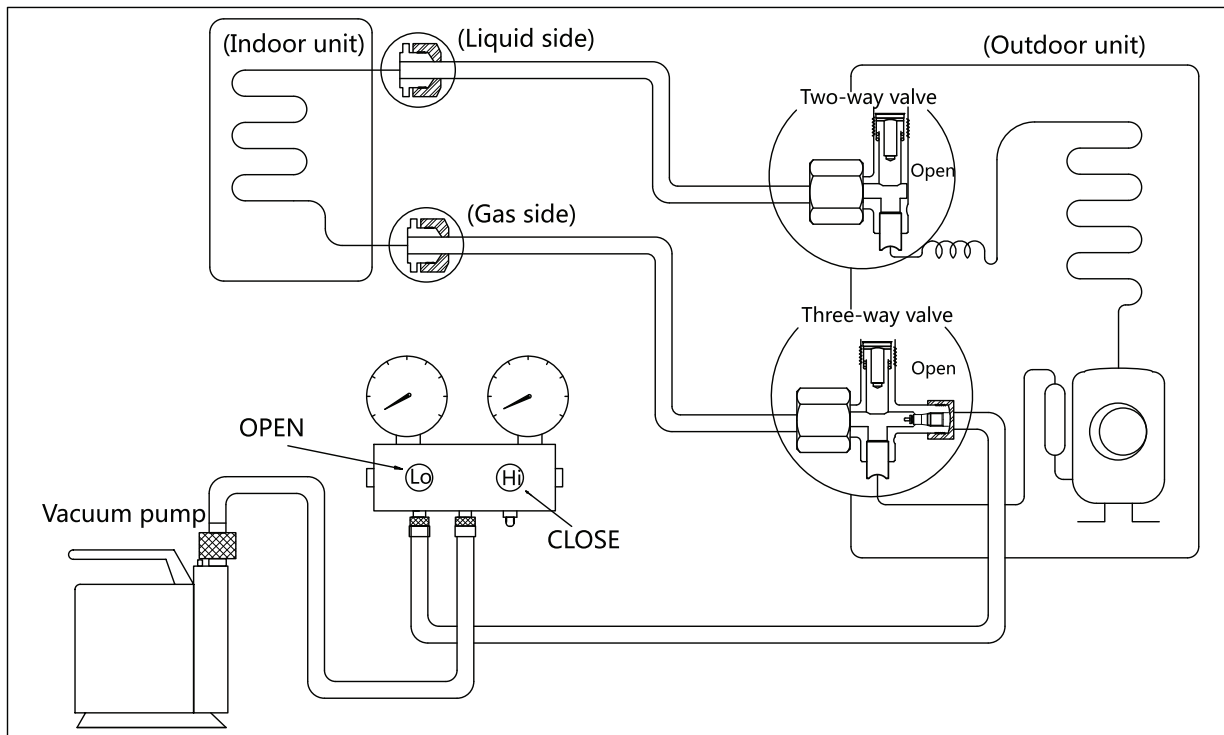 (Indoor unit)
(Liquid side)
(Outdoor unit)
Two-way valve
Open
(Gas side)
Three-way valve
Open
OPEN
Lo
Hi
CLOSE
Vacuum pump